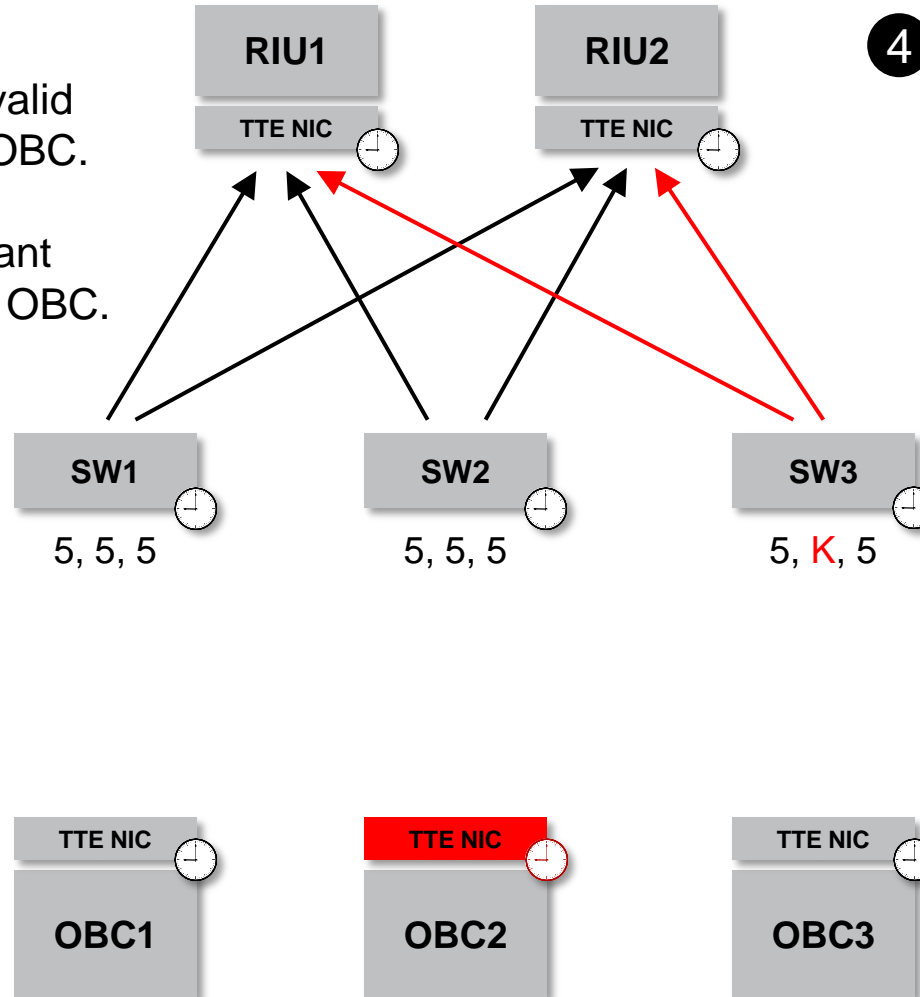 RIU1
RIU2
4
valid
TTE NIC
TTE NIC
OBC.
ant
OBC.
SW1
SW2
SW3
5, 5, 5
5, 5, 5
5, K, 5
TTE NIC
TTE NIC
TTE NIC
OBC1
OBC2
OBC3